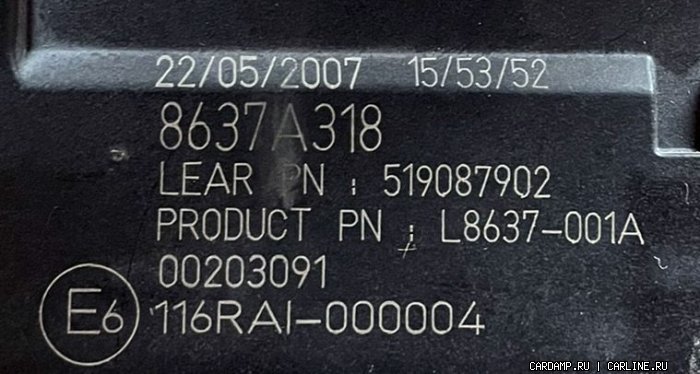 22/05/2007 15/53/52
8637A318
LEAR PN : 519087902
PRODUCT PN : L8637-001A
00203091
E6 116RAI-000004
CARDAMP.RU | CARLINE.RU